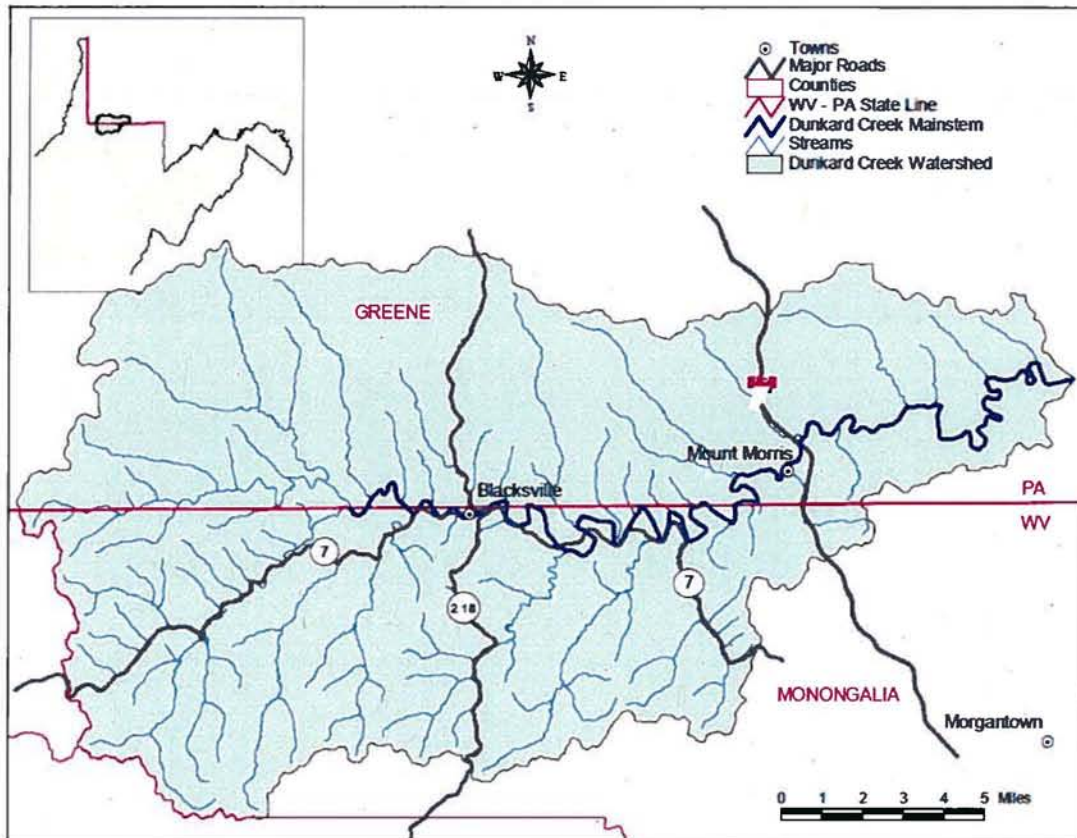 N
W E
S
Towns
Major Roads
Counties
WV - PA State Line
Dunkard Creek Mainstem
Streams
Dunkard Creek Watershed
GREENE
Mount Morris
Blacksville
PA
WV
7
218
7
MONONGALIA
Morgantown
0 1 2 3 4 5 Miles